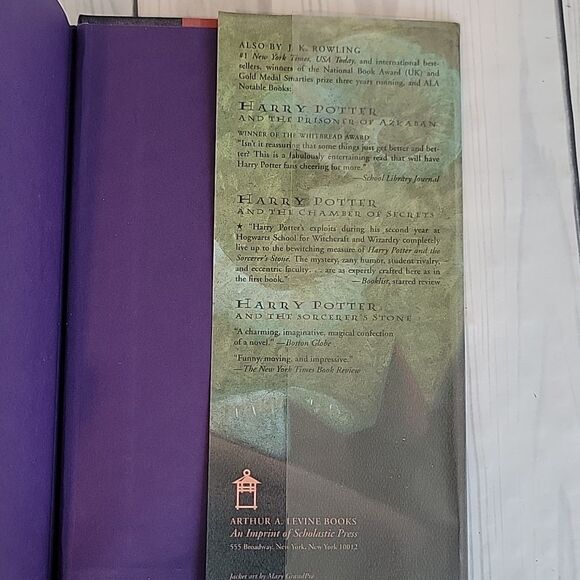 ALSO BY J. K. ROWLING
#1 New York Times, USA Today, and international best-
sellers, winners of the National Book Award (UK) and
Gold Medal Smarties prize three years running, and ALA
Notable Books:
HARRY POTTER
AND THE PRISONER OF AZKABAN
WINNER OF THE WHITBREAD AWARD
"Isn't it reassuring that some things just get better and bet-
ter? This is a fabulously entertaining read that will have
Harry Potter fans cheering for more."
—School Library Journal
HARRY POTTER
AND THE CHAMBER OF SECRETS
★ "Harry Potter's exploits during his second year at
Hogwarts School for Witchcraft and Wizardry completely
live up to the bewitching measure of Harry Potter and the
Sorcerer's Stone. The mystery, zany humor, student rivalry,
and eccentric faculty . . . are as expertly crafted here as in
the first book." —Booklist, starred review
HARRY POTTER
AND THE SORCERER'S STONE
"A charming, imaginative, magical confection
of a novel." —Boston Globe
"Funny, moving, and impressive."
—The New York Times Book Review
ARTHUR A. LEVINE BOOKS
An Imprint of Scholastic Press
555 Broadway, New York, New York 10012
Jacket art by Mary GrandPré